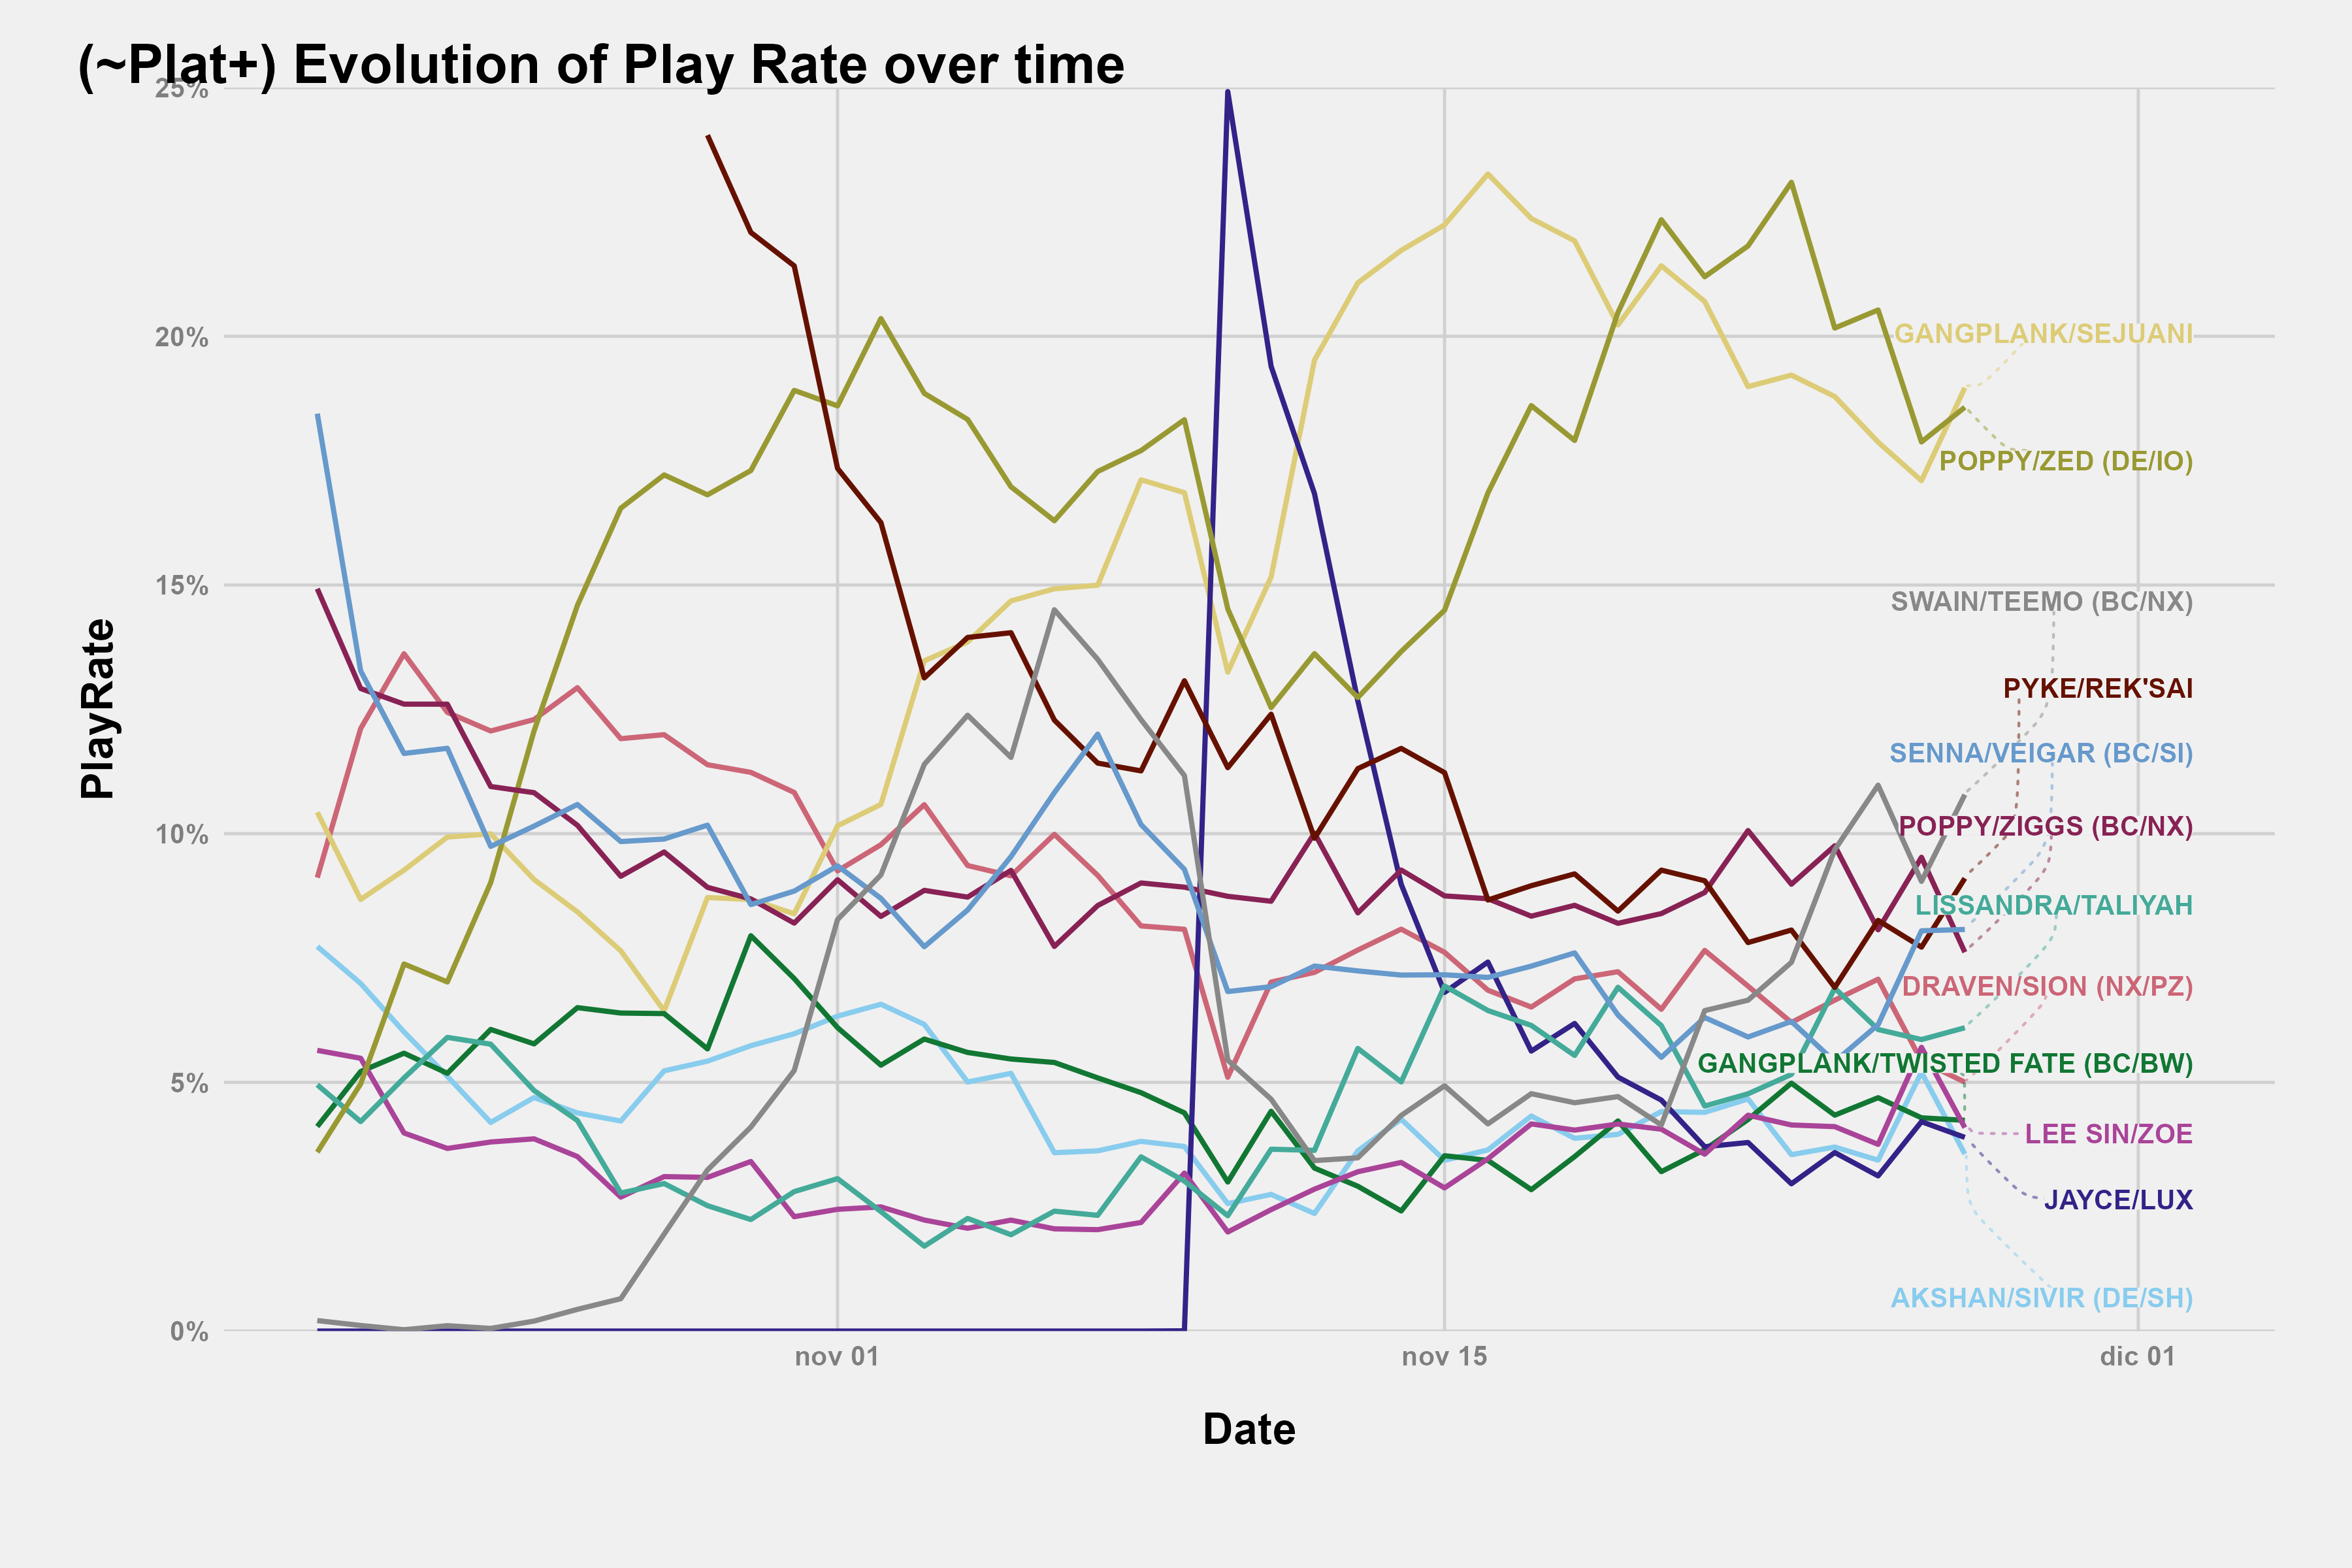 (~Plat+) Evolution of Play Rate over time
25%
20%
15%
10%
5%
0%
PlayRate
GANGPLANK/SEJUANI
POPPY/ZED (DE/IO)
SWAIN/TEEMO (BC/NX)
PYKE/REK'SAI
SENNA/VEIGAR (BC/SI)
POPPY/ZIGGS (BC/NX)
LISSANDRA/TALIYAH
DRAVEN/SION (NX/PZ)
GANGPLANK/TWISTED FATE (BC/BW)
LEE SIN/ZOE
JAYCE/LUX
AKSHAN/SIVIR (DE/SH)
nov 01
nov 15
dic 01
Date